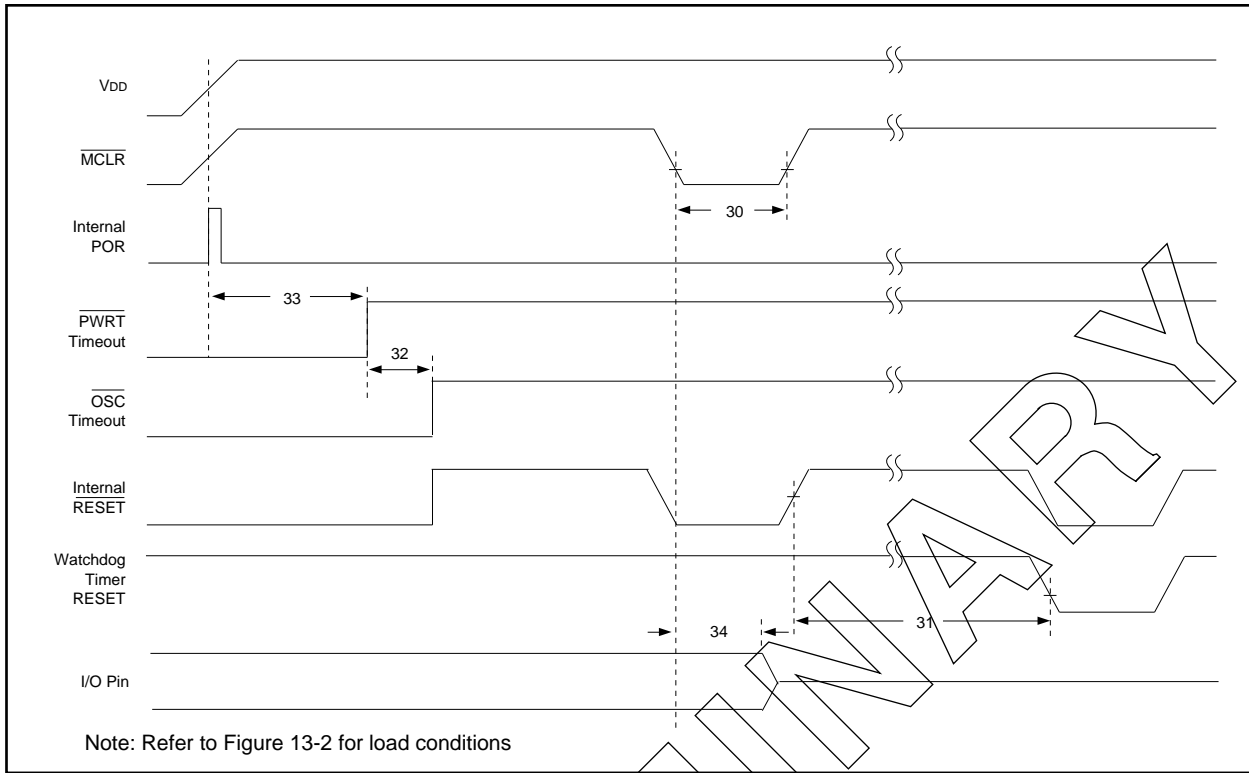 VDD
MCLR
30
Internal
POR
33
PWRT
Timeout
32
OSC
Timeout
Internal
RESET
Watchdog
Timer
RESET
31
34
I/O Pin
Note: Refer to Figure 13-2 for load conditions
INARY